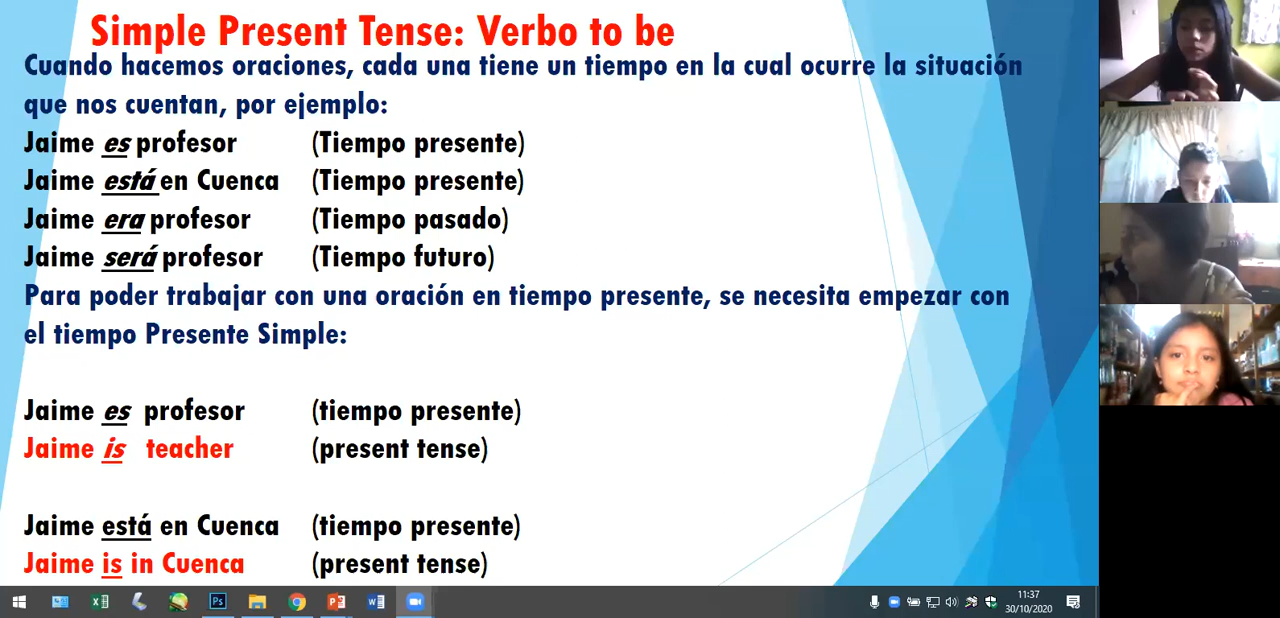 Simple Present Tense: Verbo to be
Cuando hacemos oraciones, cada una tiene un tiempo en la cual ocurre la situación
que nos cuentan, por ejemplo:
Jaime es profesor (Tiempo presente)
Jaime está en Cuenca (Tiempo presente)
Jaime era profesor (Tiempo pasado)
Jaime será profesor (Tiempo futuro)
Para poder trabajar con una oración en tiempo presente, se necesita empezar con
el tiempo Presente Simple:
Jaime es profesor (tiempo presente)
Jaime is teacher (present tense)
Jaime está en Cuenca (tiempo presente)
Jaime is in Cuenca (present tense)
Ps
11:37
30/10/2020